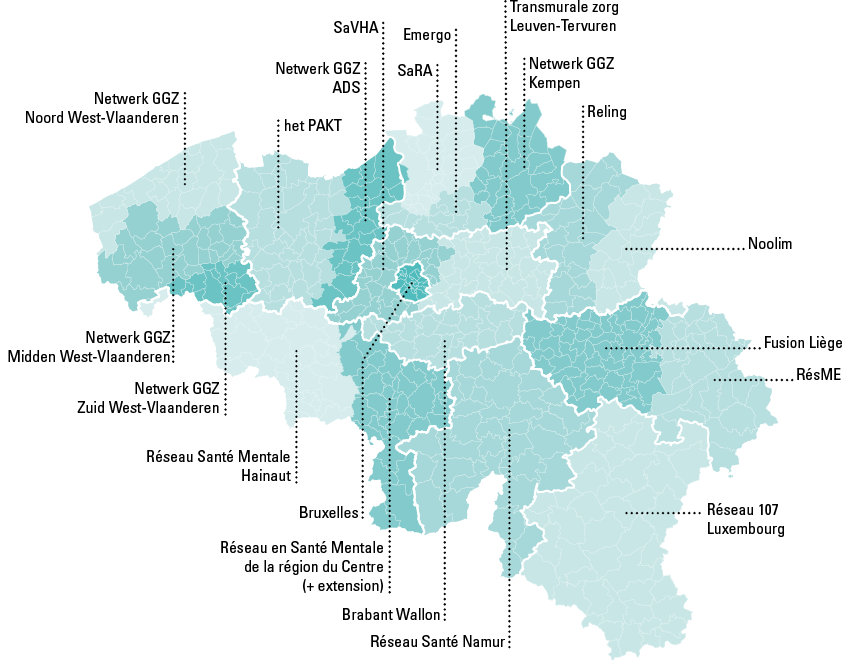 Transmurale zorg
Leuven-Tervuren
SaVHA
Emergo
Netwerk GGZ
ADS
SaRA
Netwerk GGZ
Kempen
Netwerk GGZ
Noord West-Vlaanderen
het PAKT
Reling
Noolim
Netwerk GGZ
Midden West-Vlaanderen
Fusion Liège
RésME
Netwerk GGZ
Zuid West-Vlaanderen
Réseau Santé Mentale
Hainaut
Bruxelles
Réseau 107
Luxembourg
Réseau en Santé Mentale
de la région du Centre
(+ extension)
Brabant Wallon
Réseau Santé Namur